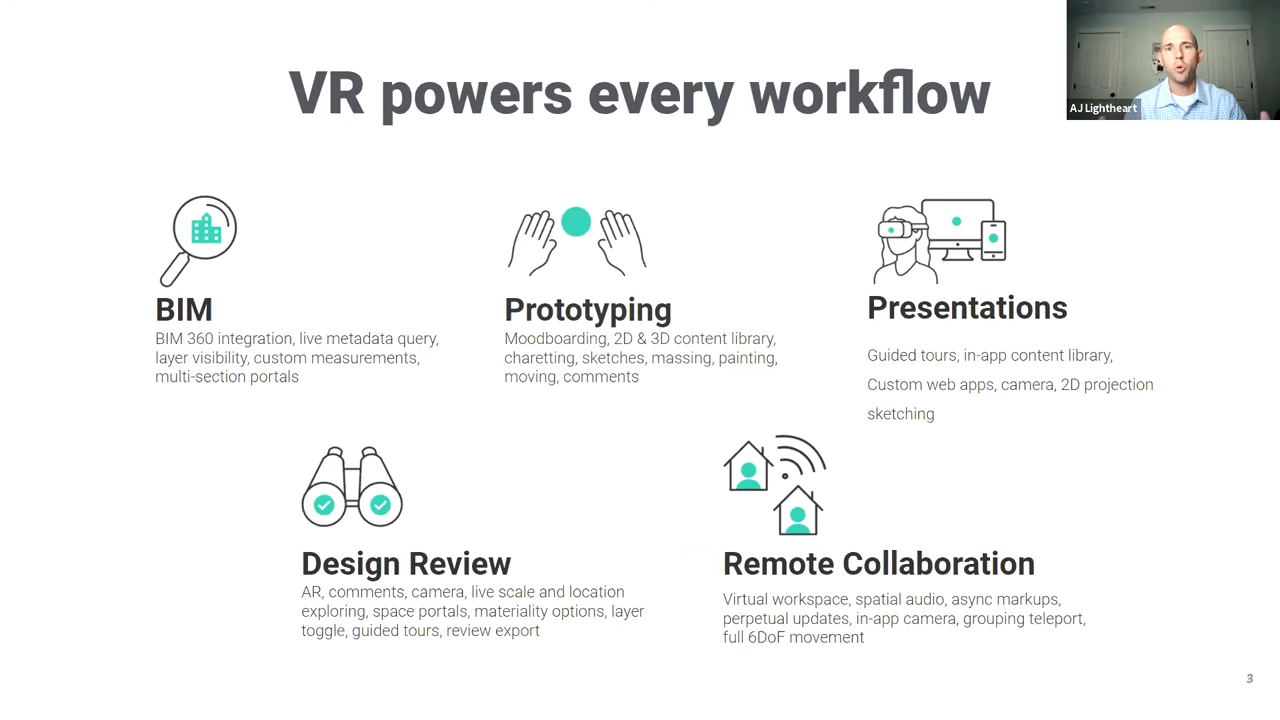 VR powers every workflow
AJ Lightheart
BIM
BIM 360 integration, live metadata query,
layer visibility, custom measurements,
multi-section portals
Prototyping
Moodboarding, 2D & 3D content library,
charetting, sketches, massing, painting,
moving, comments
Presentations
Guided tours, in-app content library,
Custom web apps, camera, 2D projection
sketching
Design Review
AR, comments, camera, live scale and location
exploring, space portals, materiality options, layer
toggle, guided tours, review export
Remote Collaboration
Virtual workspace, spatial audio, async markups,
perpetual updates, in-app camera, grouping teleport,
full 6DoF movement
3